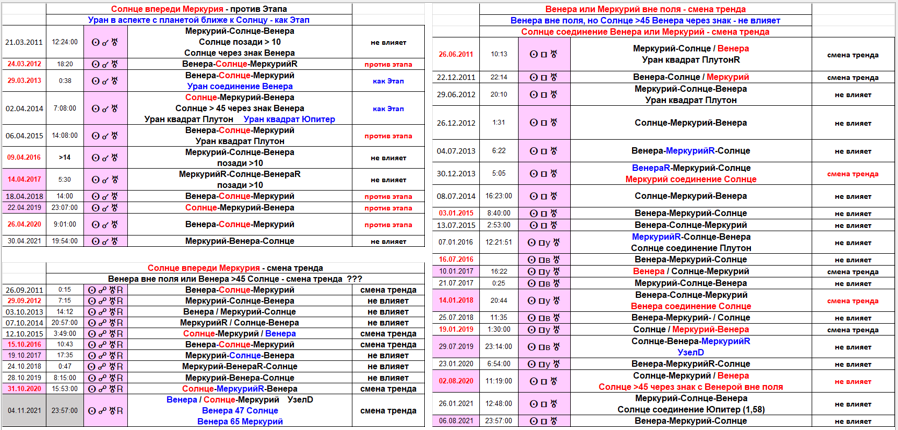 Солнце впереди Меркурия - против Этапа
Уран в аспекте с планетой ближе к Солнцу - как Этап
21.03.2011 12:24:00 ☉ ☌ ♅ Меркурий-Солнце-Венера
Солнце позади > 10
Солнце через знак Венера
не влияет
24.03.2012 18:20 ☉ ☌ ♅ Венера-Солнце-МеркурийR против этапа
29.03.2013 0:38 ☉ ☌ ♅ Венера-Солнце-Меркурий
Уран соединение Венера
как Этап
02.04.2014 7:08:00 ☉ ☌ ♅ Солнце-Меркурий-Венера
Солнце > 45 через знак Венера
Уран квадрат Плутон Уран квадрат Юпитер
как Этап
06.04.2015 14:08:00 ☉ ☌ ♅ Венера-Солнце-Меркурий
Уран квадрат Плутон
против этапа
09.04.2016 >14 ☉ ☌ ♅ Меркурий-Солнце-Венера
позади >10
не влияет
14.04.2017 5:30 ☉ ☌ ♅ МеркурийR-Солнце-ВенераR
позади >10
не влияет
18.04.2018 14:00 ☉ ☌ ♅ Венера-Солнце-Меркурий против этапа
22.04.2019 23:07:00 ☉ ☌ ♅ Солнце-Меркурий-Венера против этапа
26.04.2020 9:01:00 ☉ ☌ ♅ Венера-Солнце-Меркурий против этапа
30.04.2021 19:54:00 ☉ ☌ ♅ Меркурий-Венера-Солнце не влияет
Солнце впереди Меркурия - смена тренда
Венера вне поля или Венера >45 Солнце - смена тренда ???
26.09.2011 0:15 ☉ ☍ ♅R Венера-Солнце-Меркурий смена тренда
29.09.2012 7:15 ☉ ☍ ♅R Меркурий-Солнце-Венера не влияет
03.10.2013 14:12 ☉ ☍ ♅R Венера / Меркурий-Солнце не влияет
07.10.2014 20:57:00 ☉ ☍ ♅R МеркурийR / Солнце-Венера не влияет
12.10.2015 3:49:00 ☉ ☍ ♅R Солнце-Меркурий / Венера смена тренда
15.10.2016 10:43 ☉ ☍ ♅R Венера-Солнце-Меркурий смена тренда
19.10.2017 17:35 ☉ ☍ ♅R Меркурий-Солнце-Венера не влияет
24.10.2018 0:47 ☉ ☍ ♅R Меркурий-ВенераR-Солнце не влияет
28.10.2019 8:15:00 ☉ ☍ ♅R Венера-Меркурий-Солнце не влияет
31.10.2020 15:53:00 ☉ ☍ ♅R Солнце-МеркурийR-Венера смена тренда
04.11.2021 23:57:00 ☉ ☍ ♅R Венера / Солнце-Меркурий УзелD
Венера 47 Солнце
Венера 65 Меркурий
смена тренда
Венера или Меркурий вне поля - смена тренда
Венера вне поля, но Солнце >45 Венера через знак - не влияет
Солнце соединение Венера или Меркурий - смена тренда
26.06.2011 10:13 ☉ □ ♅ Меркурий-Солнце / Венера
Уран квадрат ПлутонR
смена тренда
22.12.2011 22:14 ☉ □ ♅ Венера-Солнце / Меркурий смена тренда
29.06.2012 20:10 ☉ □ ♅ Венера-Солнце-Меркурий
Уран квадрат Плутон
не влияет
26.12.2012 1:31 ☉ □ ♅ Солнце-Меркурий-Венера не влияет
04.07.2013 6:22 ☉ □ ♅ Венера-МеркурийR-Солнце не влияет
30.12.2013 5:05 ☉ □ ♅ ВенераR-Меркурий-Солнце
Меркурий соединение Солнце
смена тренда
08.07.2014 16:23:00 ☉ □ ♅ Солнце-Меркурий-Венера не влияет
03.01.2015 8:40:00 ☉ □ ♅ Венера-Меркурий-Солнце не влияет
13.07.2015 2:53:00 ☉ □ ♅ Венера-Солнце-Меркурий не влияет
07.01.2016 12:21:51 ☉ □у ♅ МеркурийR-Солнце-Венера
Солнце соединение Плутон
не влияет
16.07.2016 ☉ □в ♅ Венера-Меркурий-Солнце не влияет
10.01.2017 16:22 ☉ □у ♅ Венера / Солнце-Меркурий смена тренда
21.07.2017 0:25 ☉ □в ♅ Меркурий-Солнце-Венера не влияет
14.01.2018 20:44 ☉ □у ♅ Венера-Солнце-Меркурий
Венера соединение Солнце
смена тренда
25.07.2018 11:35 ☉ □в ♅ Венера-Меркурий- / Солнце не влияет
19.01.2019 1:30:00 ☉ □у ♅ Солнце / Меркурий-Венера смена тренда
29.07.2019 23:14:00 ☉ □в ♅ Солнце-Венера-МеркурийR
УзелD
не влияет
23.01.2020 6:54:00 ☉ □у ♅ Венера-Меркурий-Солнце не влияет
02.08.2020 11:19:00 ☉ □ ♅ Солнце-Меркурий / Венера
Солнце >45 через знак с Венерой вне поля
не влияет
26.01.2021 12:48:00 ☉ □ ♅ Меркурий-Солнце-Венера
Солнце соединение Юпитер (1,58)
не влияет
06.08.2021 23:57:00 ☉ □ ♅ Венера-Меркурий-Солнце не влияет